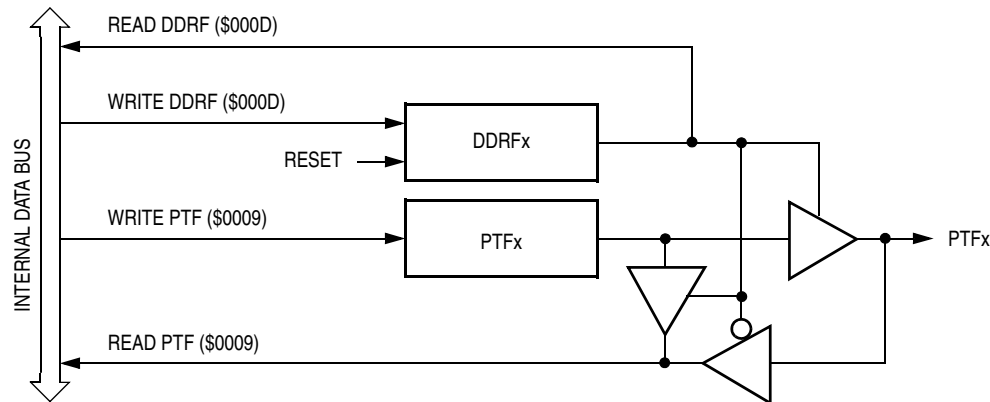 READ DDRF ($000D)
WRITE DDRF ($000D)
DDRFx
RESET
INTERNAL DATA BUS
WRITE PTF ($0009)
PTFx
PTFx
READ PTF ($0009)